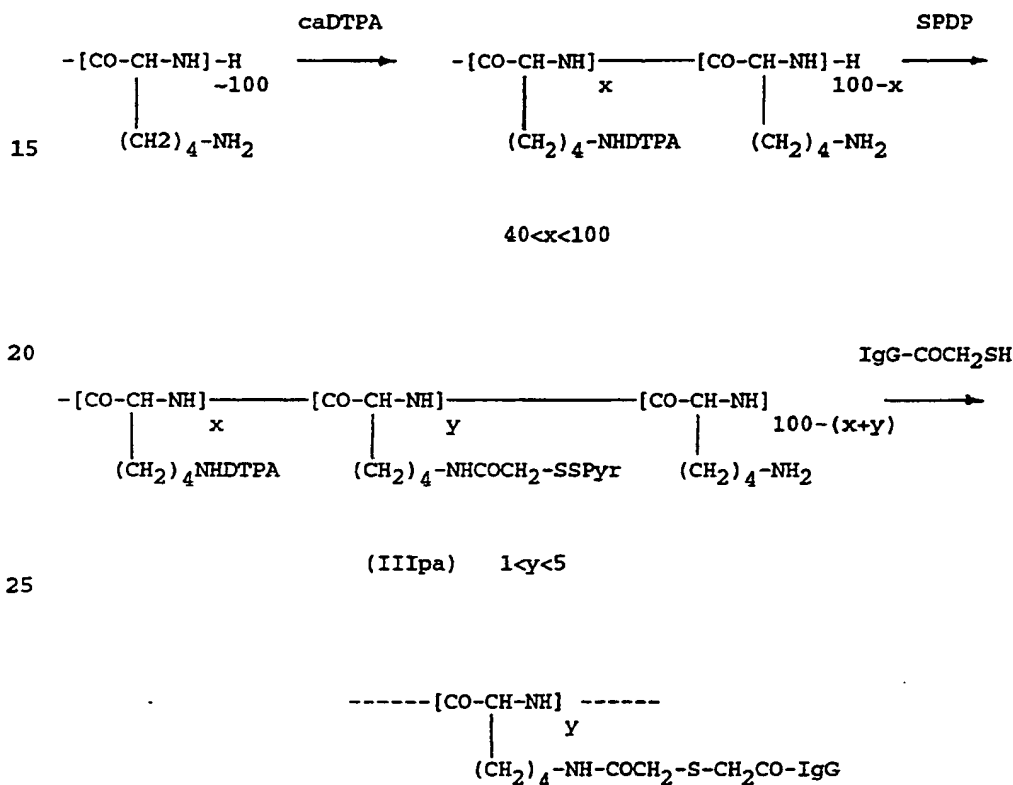 caDTPA SPDP
-[CO-CH-NH]-H -[CO-CH-NH] [CO-CH-NH]-H
~100 x 100-x
15 (CH2)4-NH2 (CH2)4-NHDTPA (CH2)4-NH2
40<x<100
20 IgG-COCH2SH
-[CO-CH-NH] [CO-CH-NH] [CO-CH-NH]
x y 100-(x+y)
(CH2)4NHDTPA (CH2)4-NHCOCH2-SSPyr (CH2)4-NH2
(IIIpa) 1<y<5
25
------[CO-CH-NH] ------
y
(CH2)4-NH-COCH2-S-CH2CO-IgG